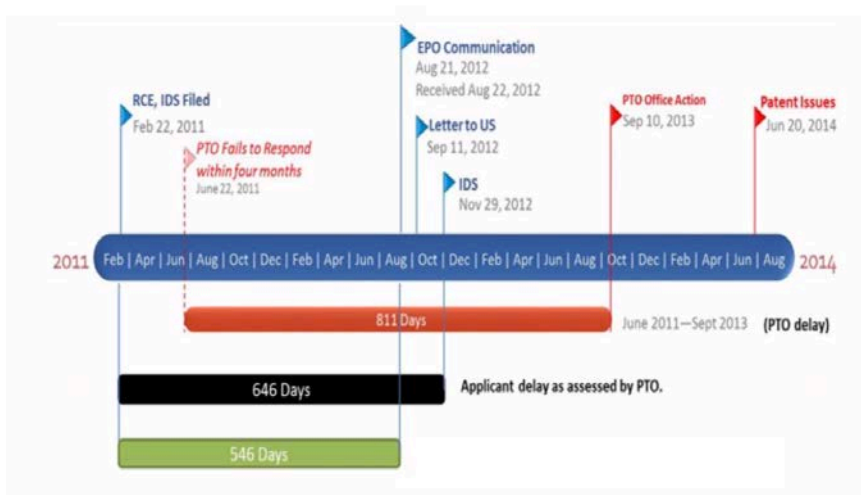 EPO Communication
Aug 21, 2012
Received Aug 22, 2012
RCE, IDS Filed
Feb 22, 2011
PTO Office Action
Sep 10, 2013
Patent Issues
Jun 20, 2014
Letter to US
Sep 11, 2012
PTO Fails to Respond
within four months
June 22, 2011
IDS
Nov 29, 2012
2011 Feb | Apr | Jun | Aug | Oct | Dec | Feb | Apr | Jun | Aug | Oct | Dec | Feb | Apr | Jun | Aug | Oct | Dec | Feb | Apr | Jun | Aug 2014
811 Days June 2011—Sept 2013 (PTO delay)
646 Days Applicant delay as assessed by PTO.
546 Days